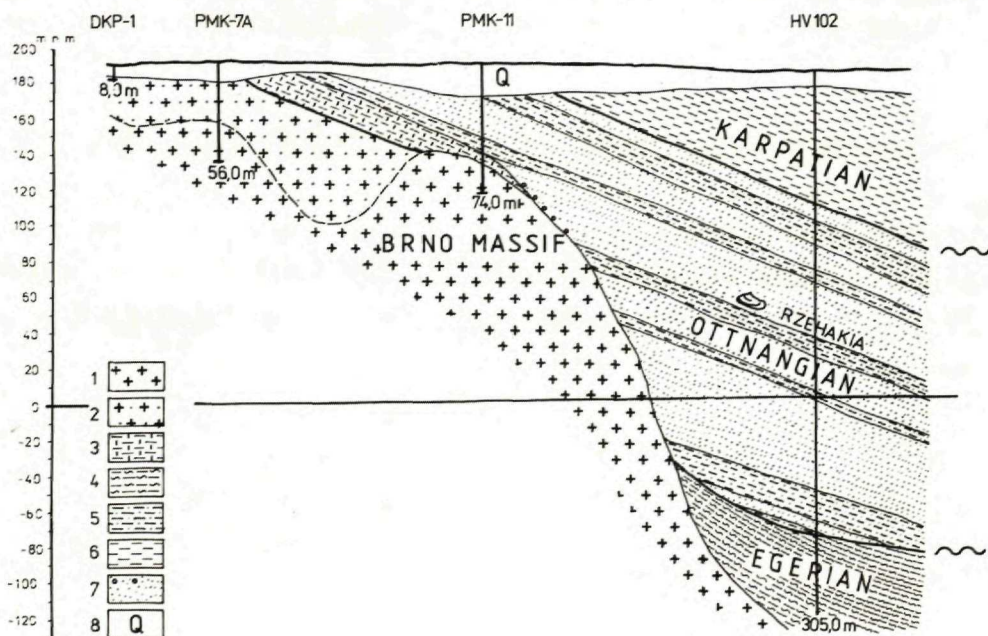 DKP-1 PMK-7A PMK-11 HV102
m n m
200
180
160
140
120
100
80
60
40
20
0
-20
-40
-60
-80
-100
-120
8,0 m
56,0 m
74,0 m
305,0 m
Q
KARPATIAN
BRNO MASSIF
RZEHAKIA
OTTNANGIAN
EGERIAN
1
2
3
4
5
6
7
8 Q